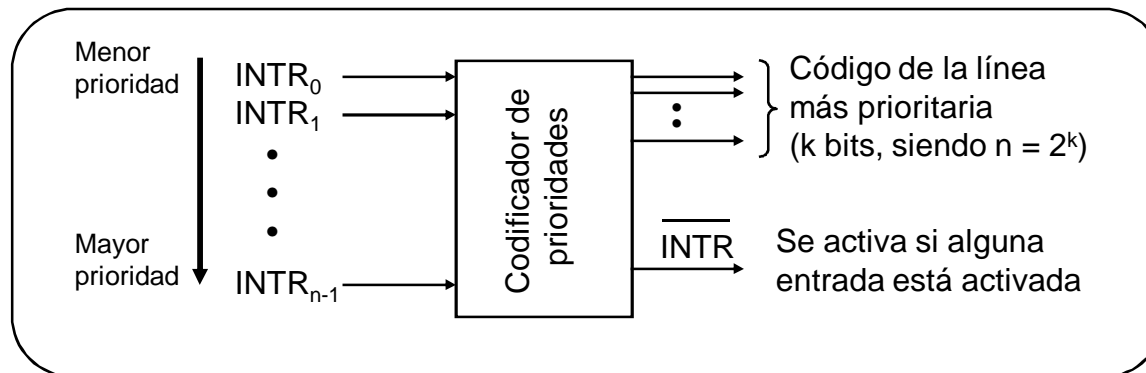 Menor
prioridad
INTR₀
INTR₁
Mayor
prioridad
INTRₙ₋₁
Codificador de
prioridades
Código de la línea
más prioritaria
(k bits, siendo n = 2ᵏ)
I̅N̅T̅R̅
Se activa si alguna
entrada está activada